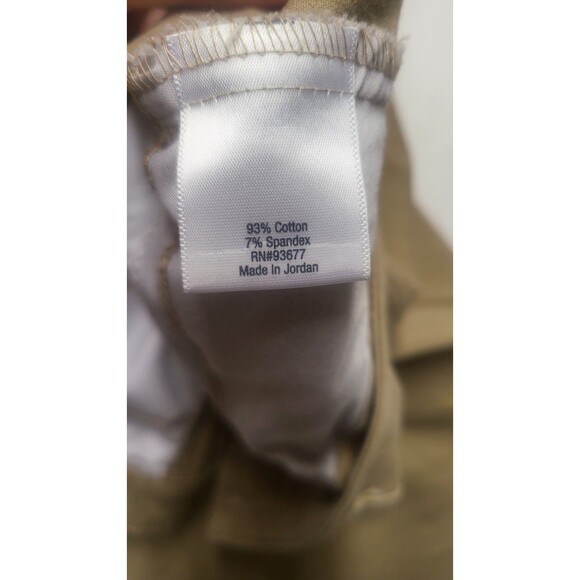 93% Cotton
7% Spandex
RN#93677
Made In Jordan